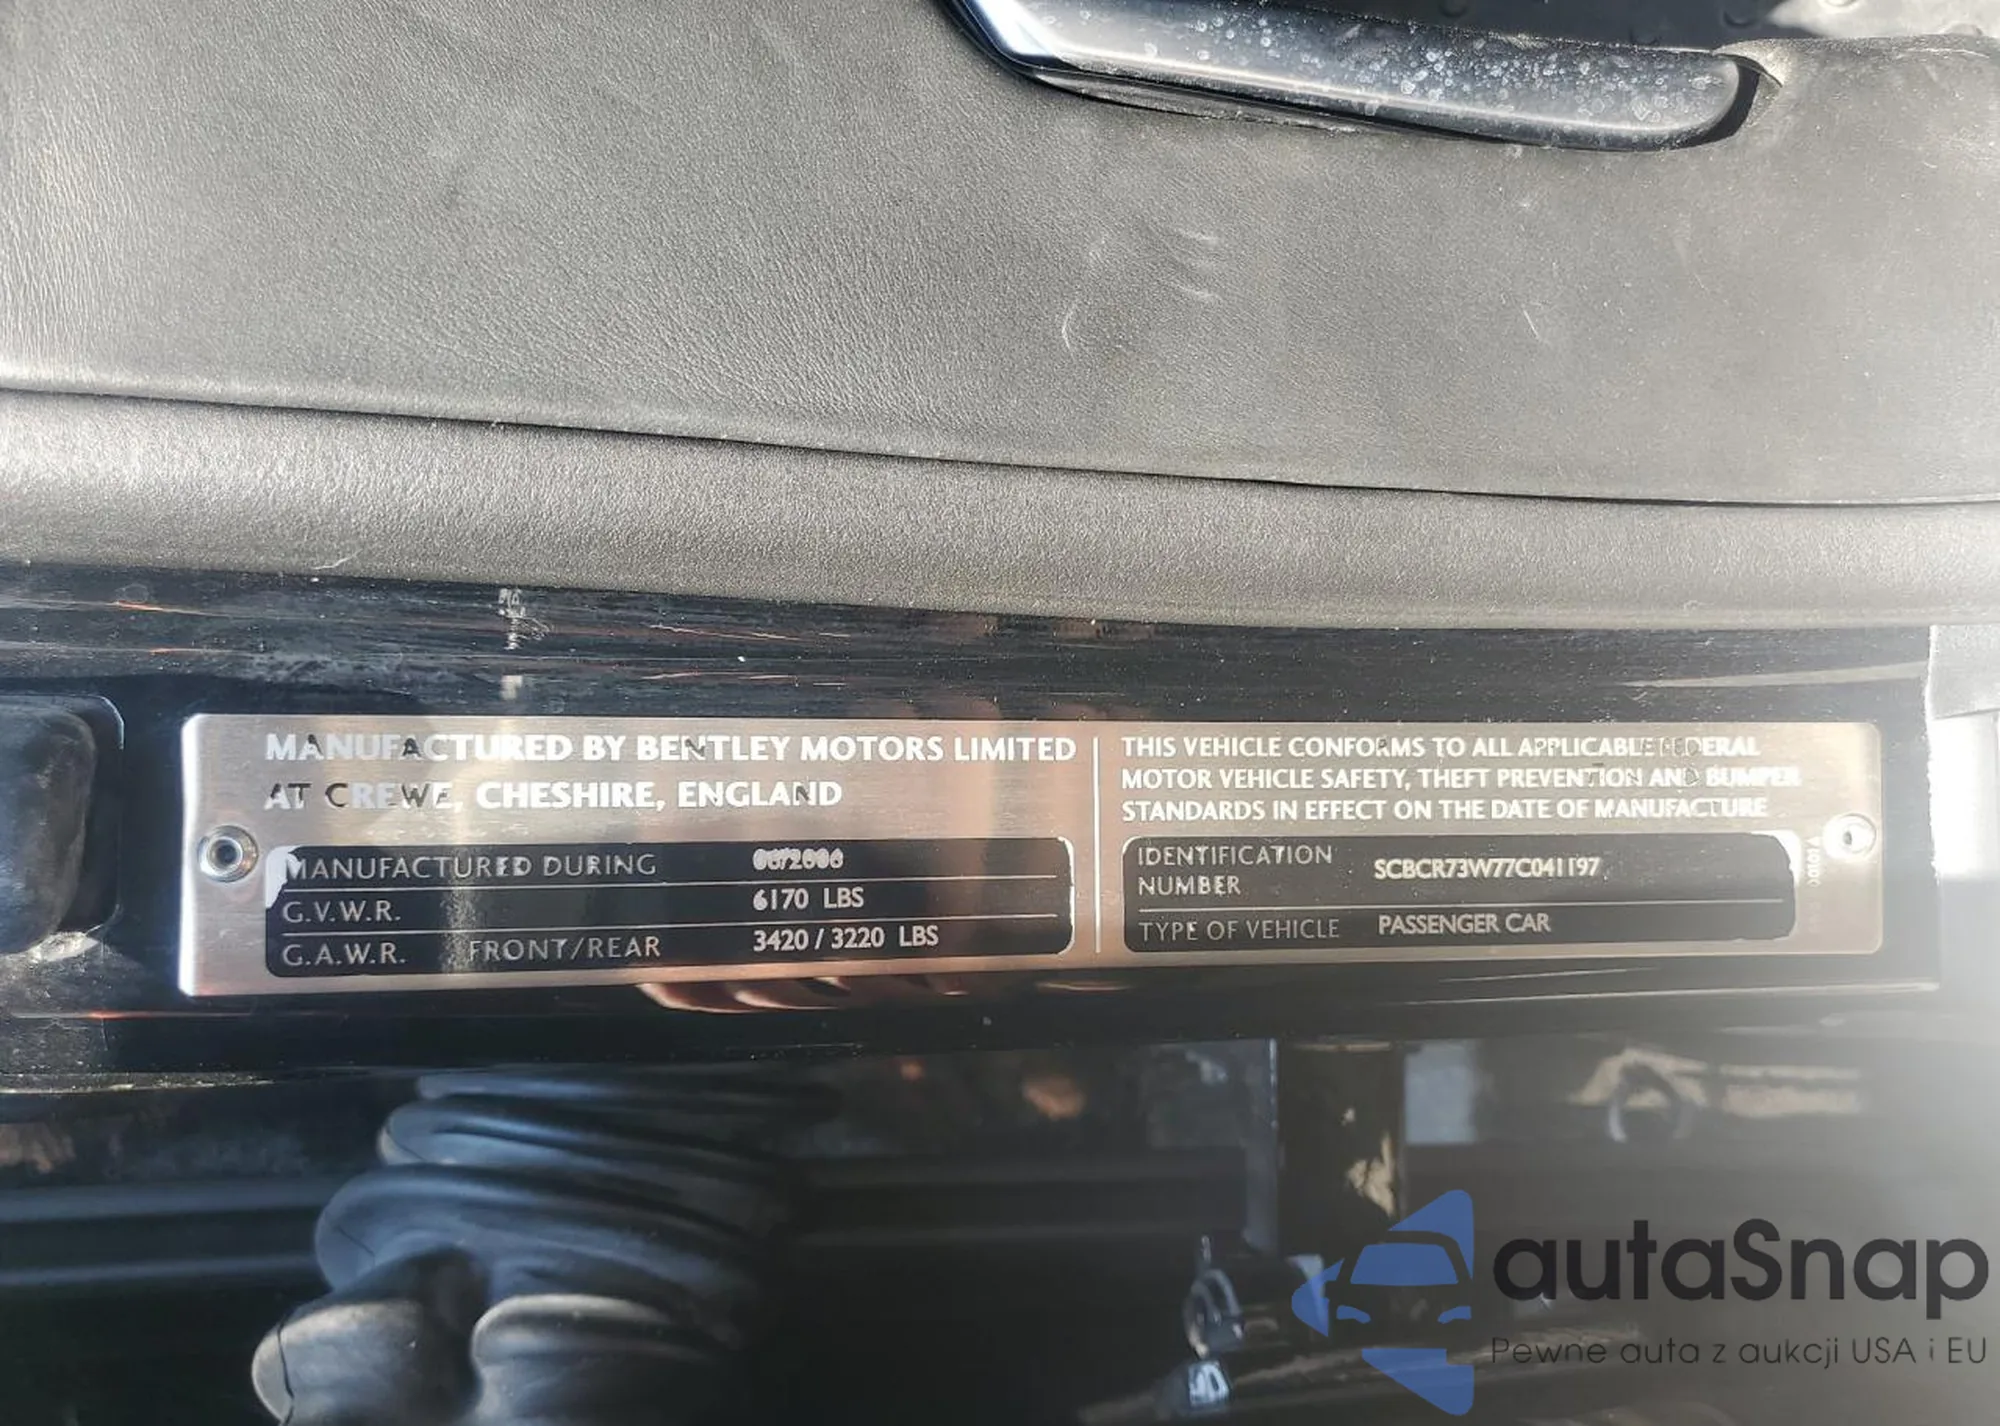 MANUFACTURED BY BENTLEY MOTORS LIMITED
AT CREWE, CHESHIRE, ENGLAND
MANUFACTURED DURING
G.V.W.R. 6170 LBS
G.A.W.R. FRONT/REAR 3420 / 3220 LBS
THIS VEHICLE CONFORMS TO ALL APPLICABLE FEDERAL
MOTOR VEHICLE SAFETY, THEFT PREVENTION AND BUMPER
STANDARDS IN EFFECT ON THE DATE OF MANUFACTURE
IDENTIFICATION
NUMBER SCBCR73W77C041197
TYPE OF VEHICLE PASSENGER CAR
autaSnap
Pewne auta z aukcji USA i EU